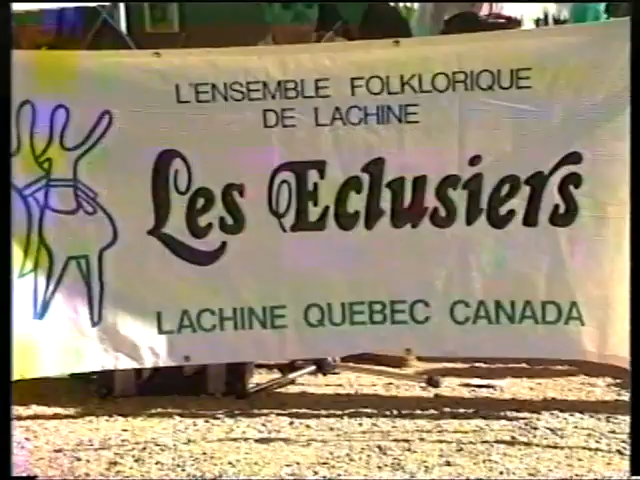 L'ENSEMBLE FOLKLORIQUE
DE LACHINE
Les Eclusiers
LACHINE QUEBEC CANADA